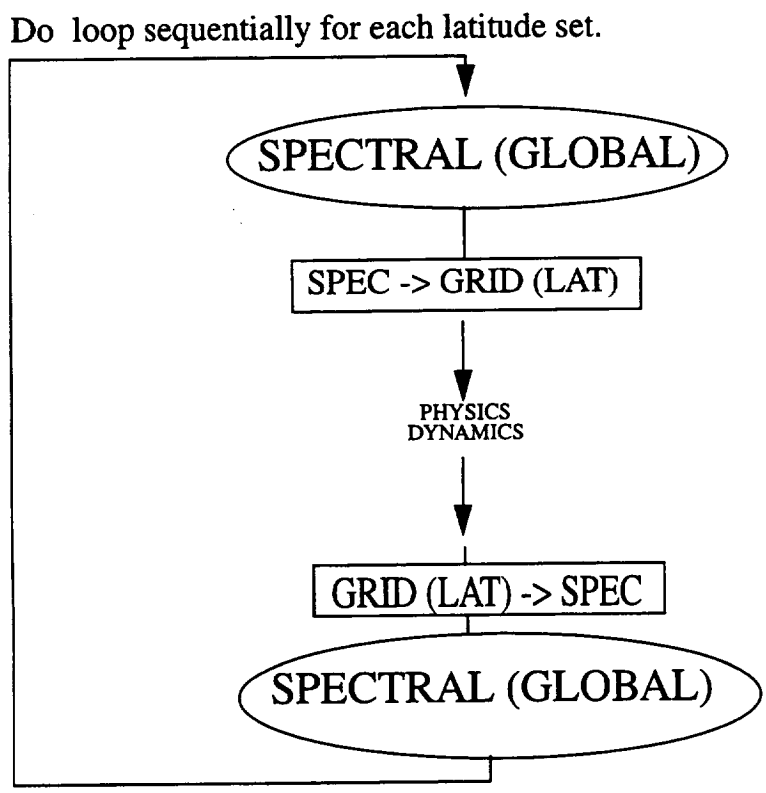 Do loop sequentially for each latitude set.
SPECTRAL (GLOBAL)
SPEC -> GRID (LAT)
PHYSICS
DYNAMICS
GRID (LAT) -> SPEC
SPECTRAL (GLOBAL)